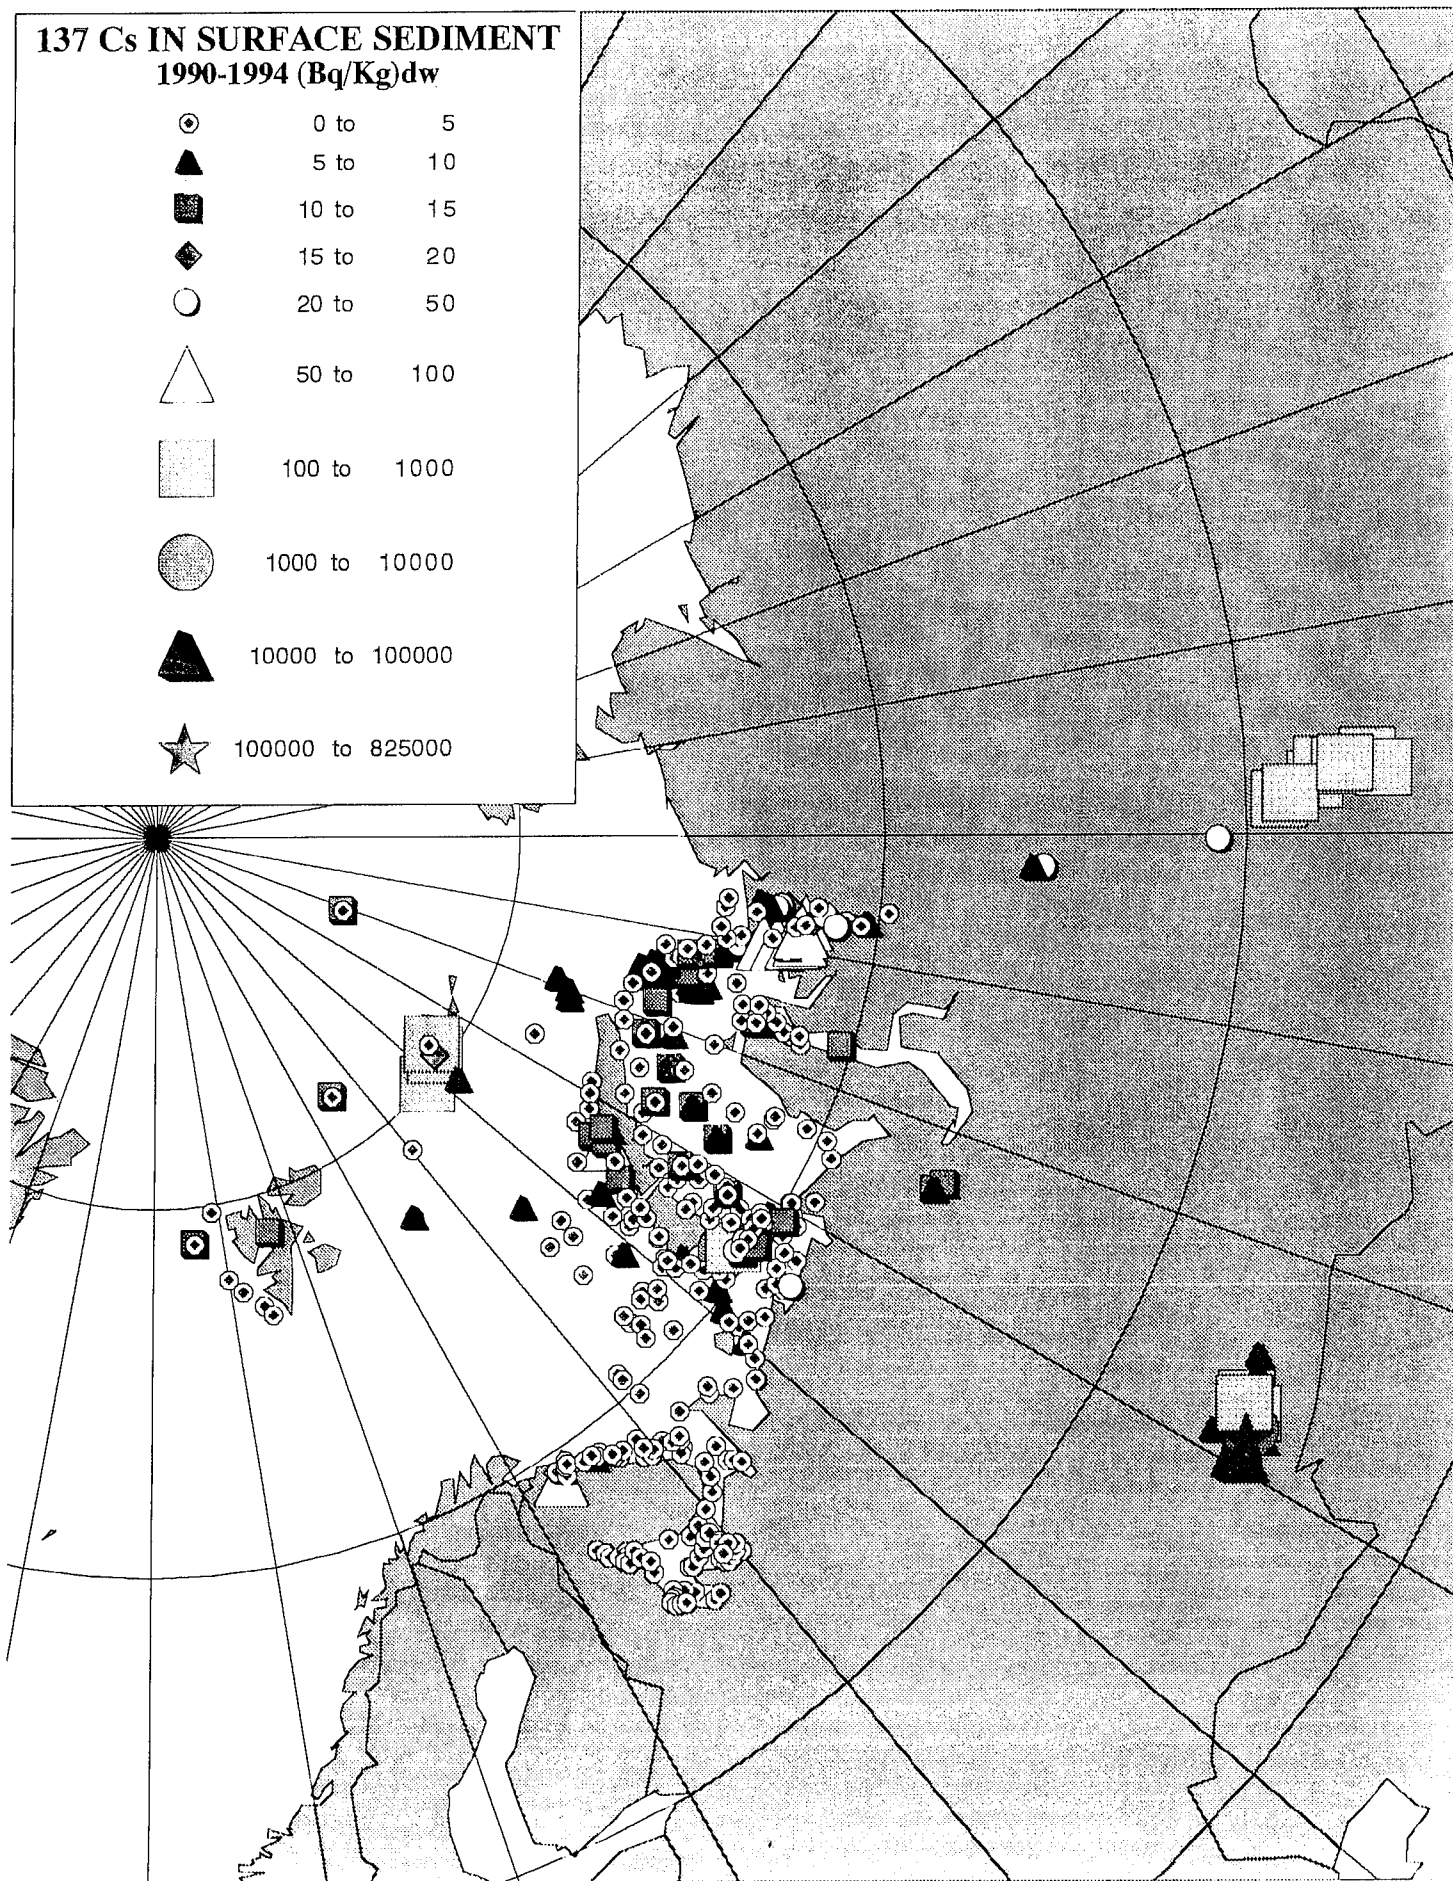 137 Cs IN SURFACE SEDIMENT
1990-1994 (Bq/Kg)dw
0 to 5
5 to 10
10 to 15
15 to 20
20 to 50
50 to 100
100 to 1000
1000 to 10000
10000 to 100000
100000 to 825000